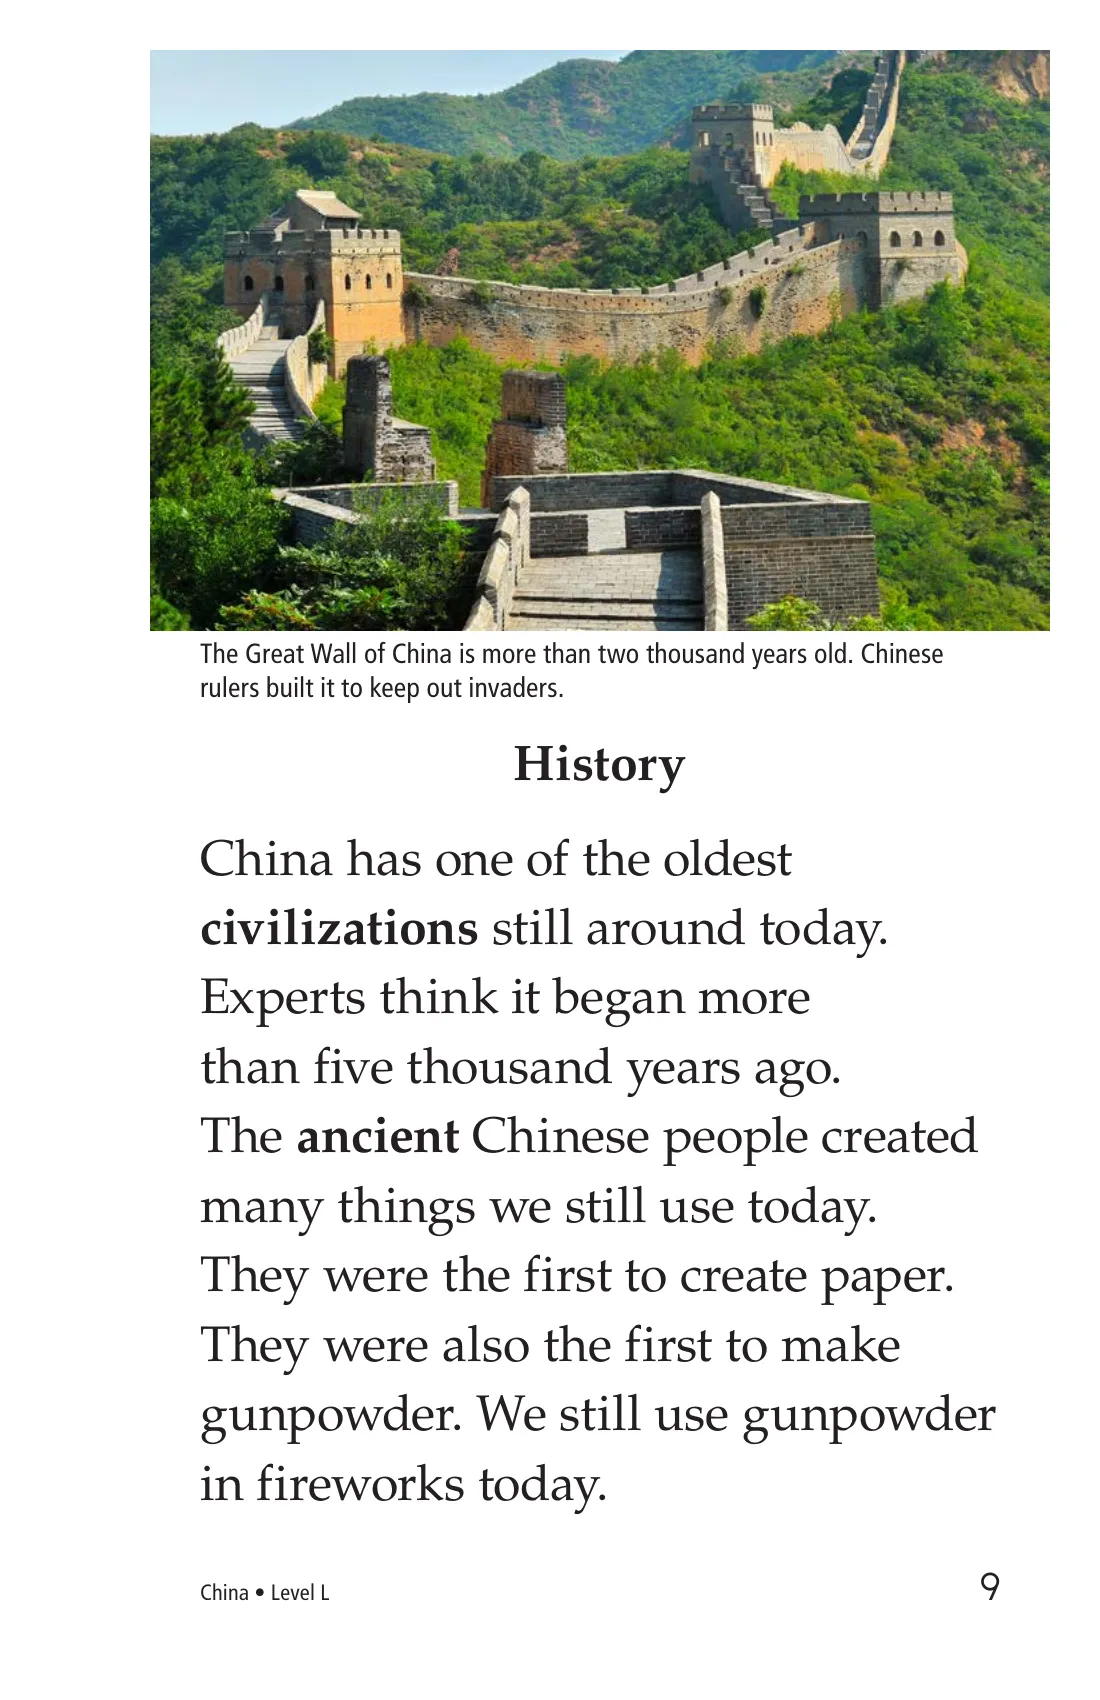 The Great Wall of China is more than two thousand years old. Chinese
rulers built it to keep out invaders.
History
China has one of the oldest
civilizations still around today.
Experts think it began more
than five thousand years ago.
The ancient Chinese people created
many things we still use today.
They were the first to create paper.
They were also the first to make
gunpowder. We still use gunpowder
in fireworks today.
China • Level L
9